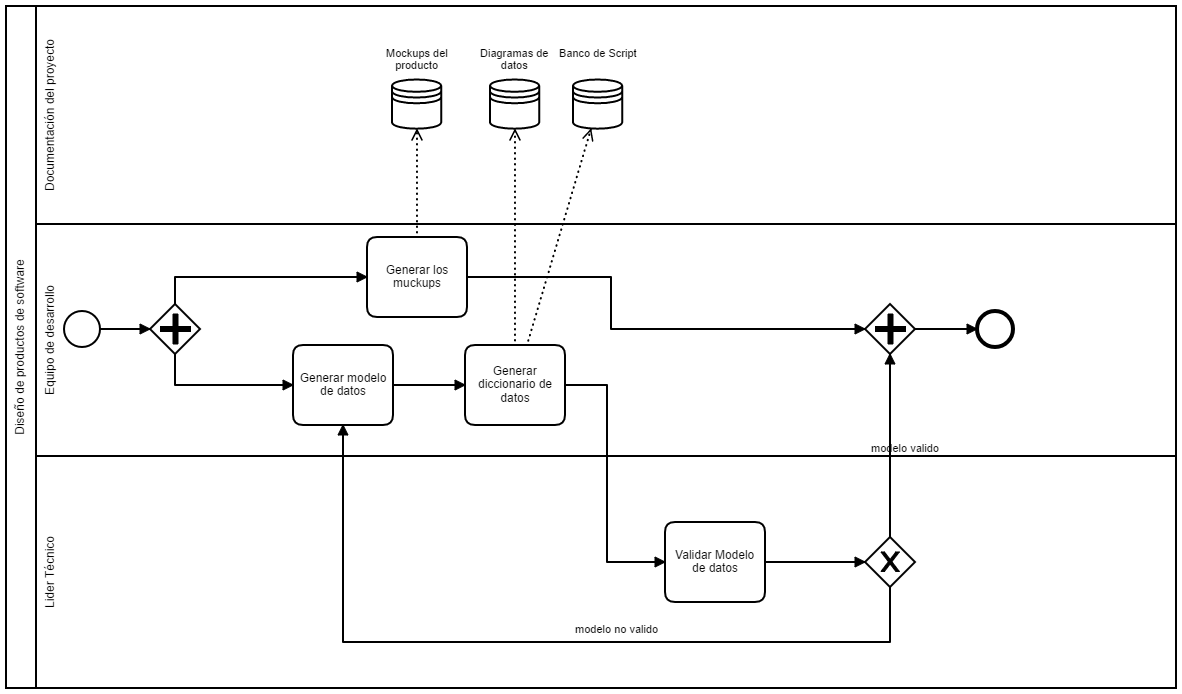 Diseño de productos de software
Documentación del proyecto
Mockups del
producto
Diagramas de
datos
Banco de Script
Equipo de desarrollo
Generar los
muckups
Generar modelo
de datos
Generar
diccionario de
datos
modelo valido
Lider Técnico
Validar Modelo
de datos
X
modelo no valido